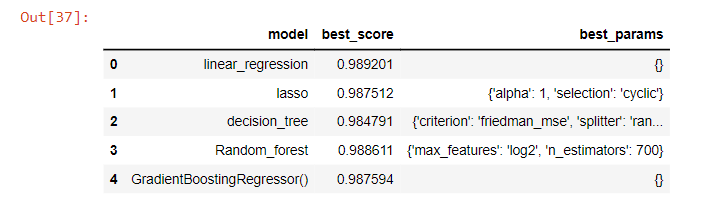 Out[37]:
model best_score best_params
0 linear_regression 0.989201 {}
1 lasso 0.987512 {'alpha': 1, 'selection': 'cyclic'}
2 decision_tree 0.984791 {'criterion': 'friedman_mse', 'splitter': 'ran...
3 Random_forest 0.988611 {'max_features': 'log2', 'n_estimators': 700}
4 GradientBoostingRegressor() 0.987594 {}